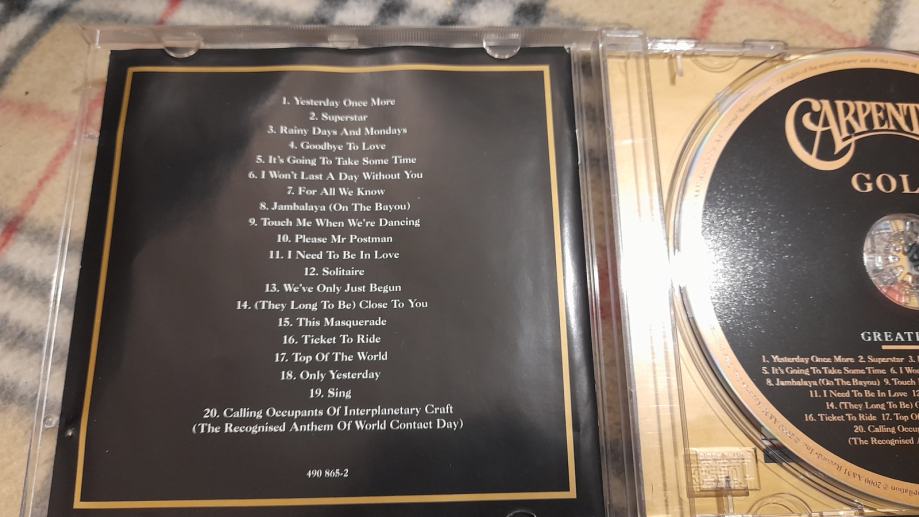 1. Yesterday Once More
2. Superstar
3. Rainy Days And Mondays
4. Goodbye To Love
5. It's Going To Take Some Time
6. I Won't Last A Day Without You
7. For All We Know
8. Jambalaya (On The Bayou)
9. Touch Me When We're Dancing
10. Please Mr Postman
11. I Need To Be In Love
12. Solitaire
13. We've Only Just Begun
14. (They Long To Be) Close To You
15. This Masquerade
16. Ticket To Ride
17. Top Of The World
18. Only Yesterday
19. Sing
20. Calling Occupants Of Interplanetary Craft
(The Recognised Anthem Of World Contact Day)
490 865-2
CARPENT
GOL
GREAT
1. Yesterday Once More 2. Superstar 3.
5. It's Going To Take Some Time 6. I Wo
8. Jambalaya (On The Bayou) 9. Touch
11. I Need To Be In Love 12
14. (They Long To Be) C
16. Ticket To Ride 17. Top Of
20. Calling Occu
(The Recognised